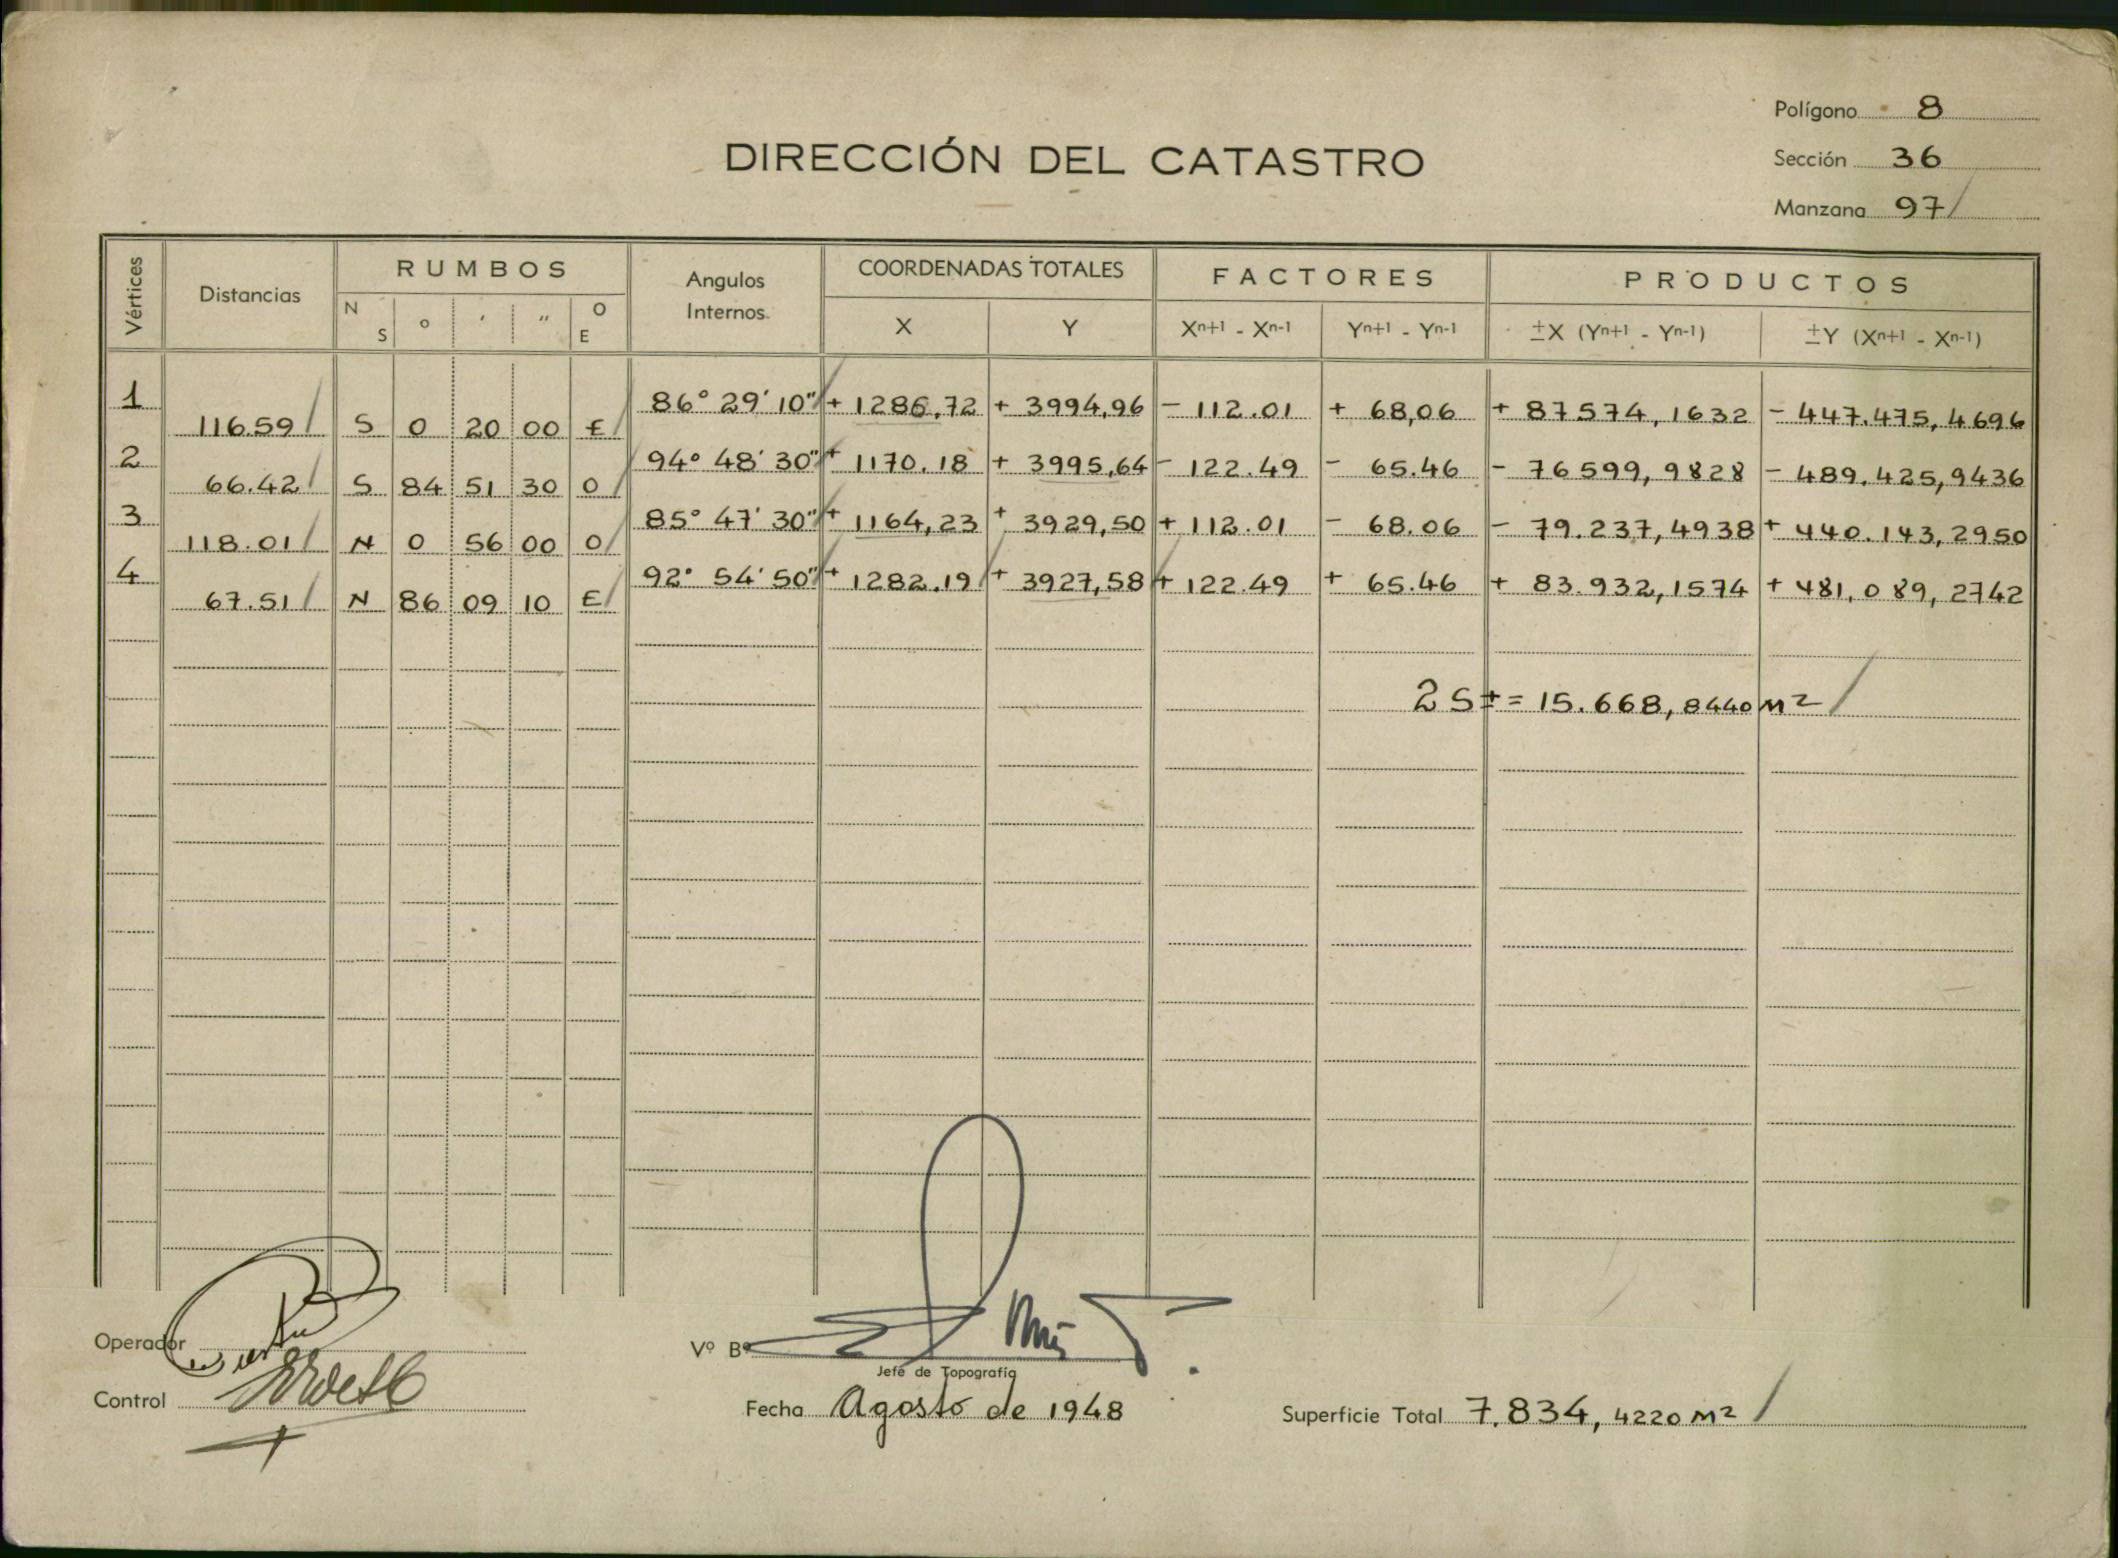 Polígono 8
DIRECCIÓN DEL CATASTRO
Sección 36
Manzana 97
Vértices Distancias RUMBOS Angulos Internos COORDENADAS TOTALES FACTORES PRODUCTOS
N S o ′ ″ O E X Y Xn+1 - Xn-1 Yn+1 - Yn-1 ±X (Yn+1 - Yn-1) ±Y (Xn+1 - Xn-1)
1 86° 29′ 10″ + 1286,72 + 3994,96 - 112.01 + 68,06 + 87574,1632 - 447.475,4696
116.59 S 0 20 00 E
2 94° 48′ 30″ + 1170.18 + 3995,64 - 122.49 - 65.46 - 76599,9828 - 489.425,9436
66.42 S 84 51 30 O
3 85° 47′ 30″ + 1164,23 + 3929,50 + 112.01 - 68.06 - 79.237,4938 + 440.143,2950
118.01 N 0 56 00 O
4 92° 54′ 50″ + 1282.19 + 3927,58 + 122.49 + 65.46 + 83.932,1574 + 481,089,2742
67.51 N 86 09 10 E
2 S ± = 15.668,8440 M²
Operador
Vº Bº
Jefe de Topografía
Control
Fecha Agosto de 1948
Superficie Total 7.834,4220 M²